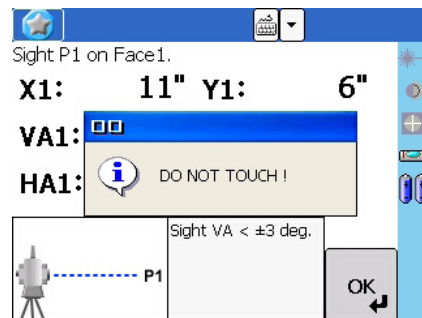 Sight P1 on Face1.
X1: 11" Y1: 6"
VA1:
HA1:
DO NOT TOUCH !
Sight VA < ±3 deg.
P1
OK